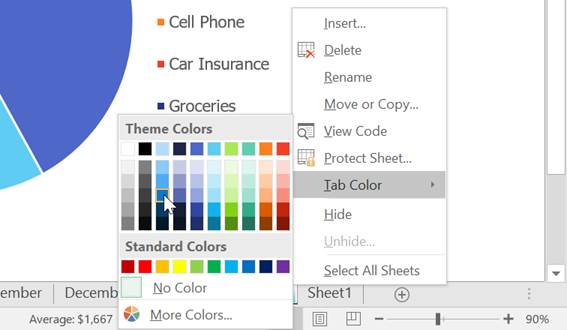 Cell Phone
Car Insurance
Groceries
Insert...
Delete
Rename
Move or Copy...
View Code
Protect Sheet...
Tab Color
Hide
Unhide...
Select All Sheets
Theme Colors
Standard Colors
No Color
More Colors...
ember Decemb Sheet1
Average: $1,667 90%